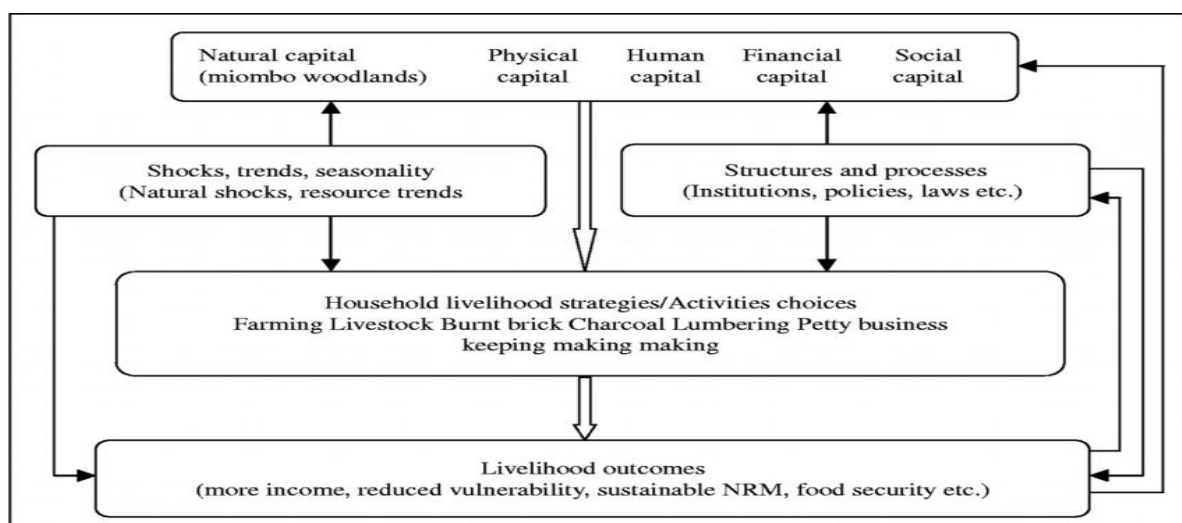 Natural capital
(miombo woodlands)
Physical
capital
Human
capital
Financial
capital
Social
capital
Shocks, trends, seasonality
(Natural shocks, resource trends
Structures and processes
(Institutions, policies, laws etc.)
Household livelihood strategies/Activities choices
Farming Livestock Burnt brick Charcoal Lumbering Petty business
keeping making making
Livelihood outcomes
(more income, reduced vulnerability, sustainable NRM, food security etc.)